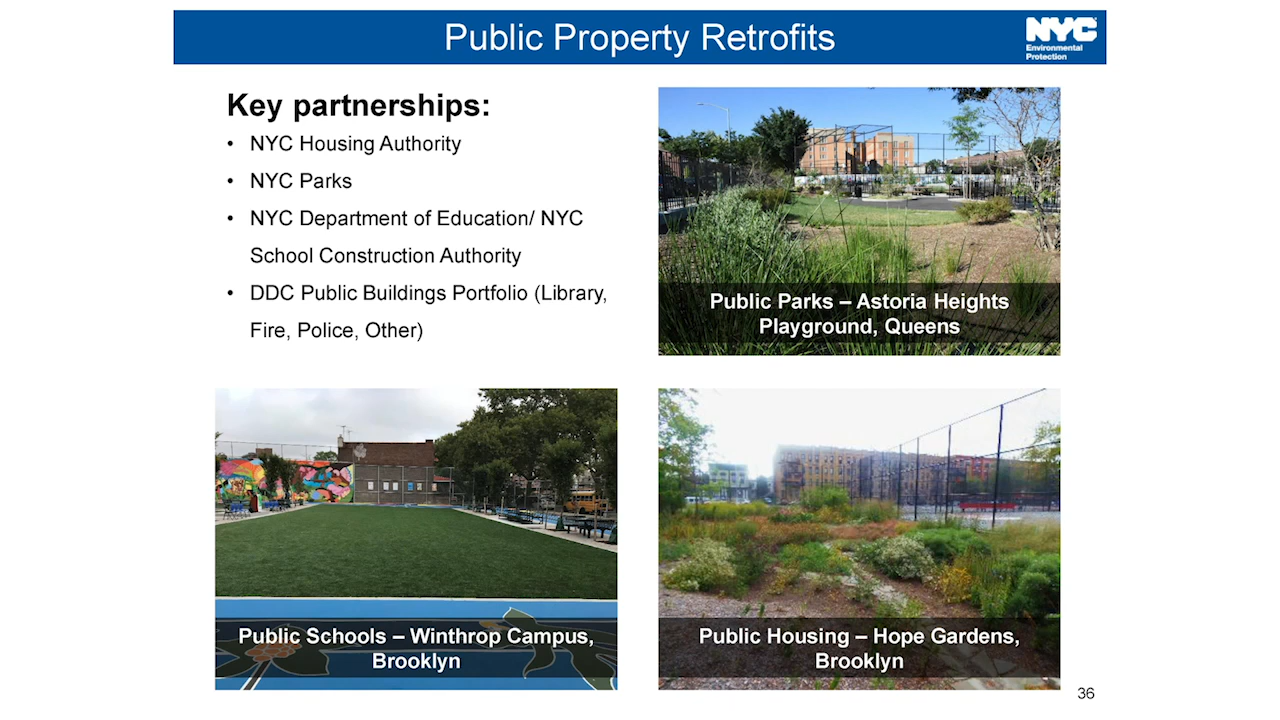 Public Property Retrofits
NYC
Environmental
Protection
Key partnerships:
• NYC Housing Authority
• NYC Parks
• NYC Department of Education/ NYC
School Construction Authority
• DDC Public Buildings Portfolio (Library,
Fire, Police, Other)
Public Parks – Astoria Heights
Playground, Queens
Public Schools – Winthrop Campus,
Brooklyn
Public Housing – Hope Gardens,
Brooklyn
36